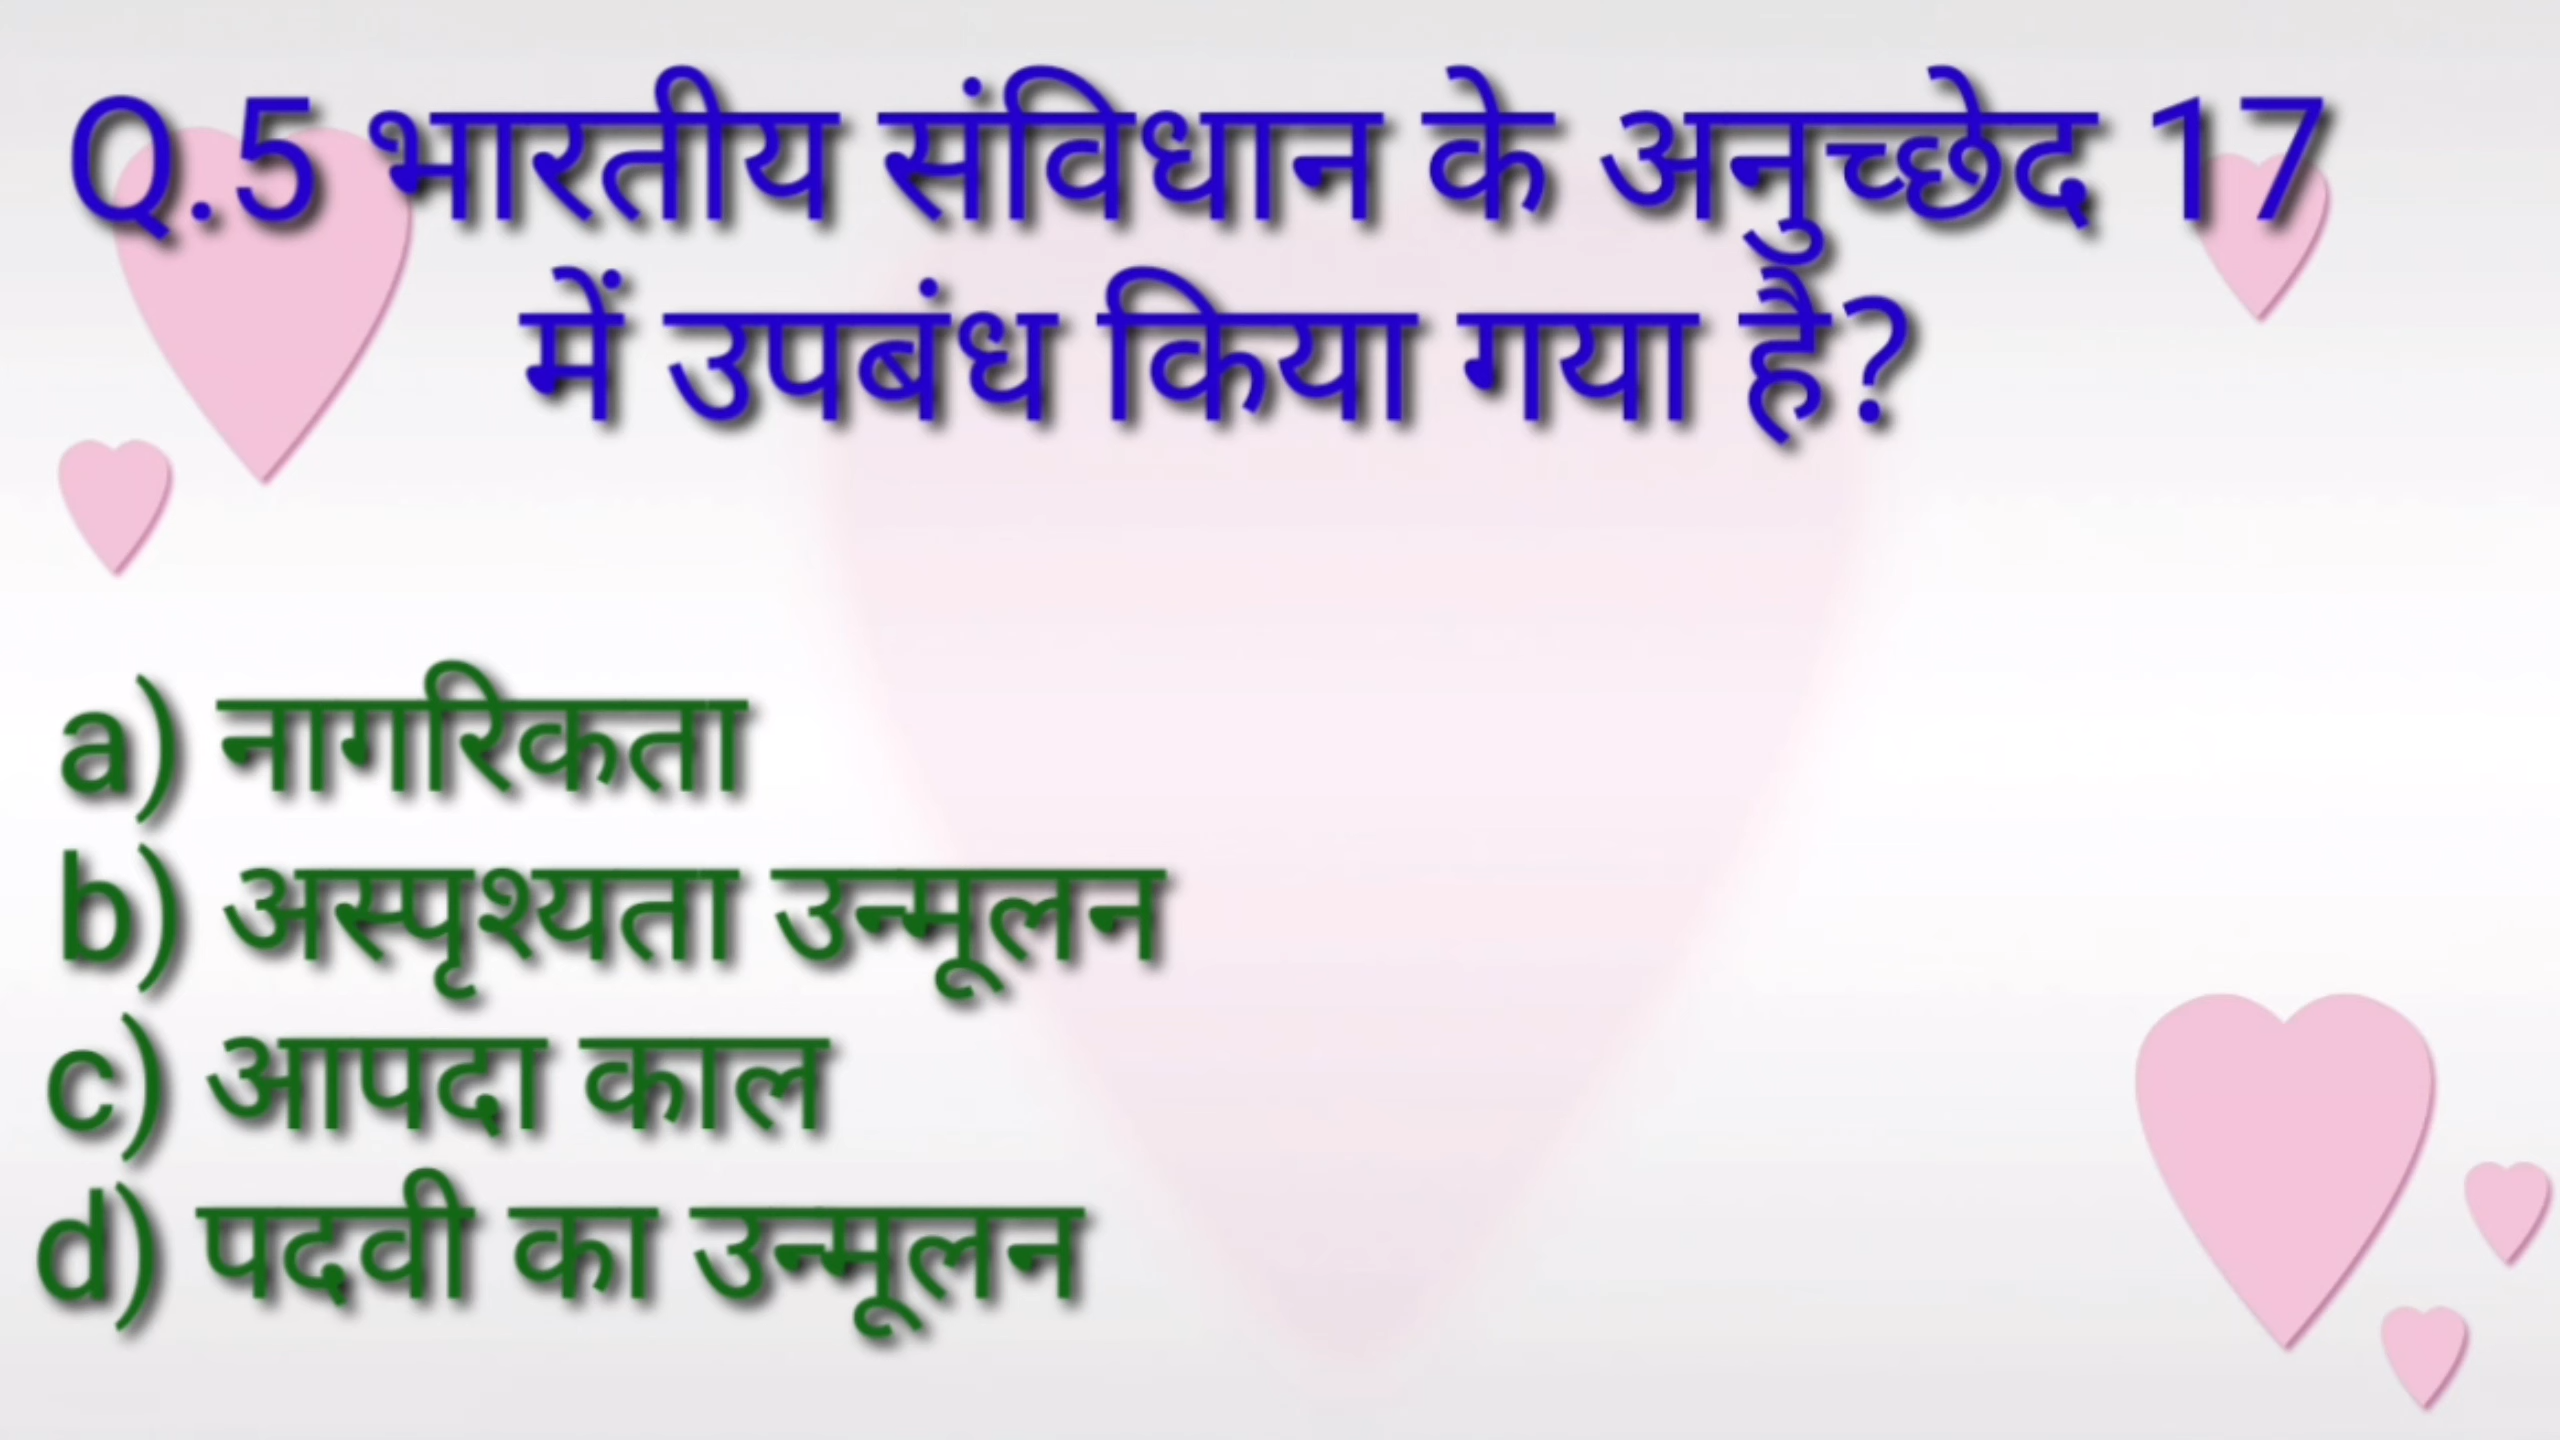 Q.5 भारतीय संविधान के अनुच्छेद 17
में उपबंध किया गया है?
a) नागरिकता
b) अस्पृश्यता उन्मूलन
c) आपदा काल
d) पदवी का उन्मूलन